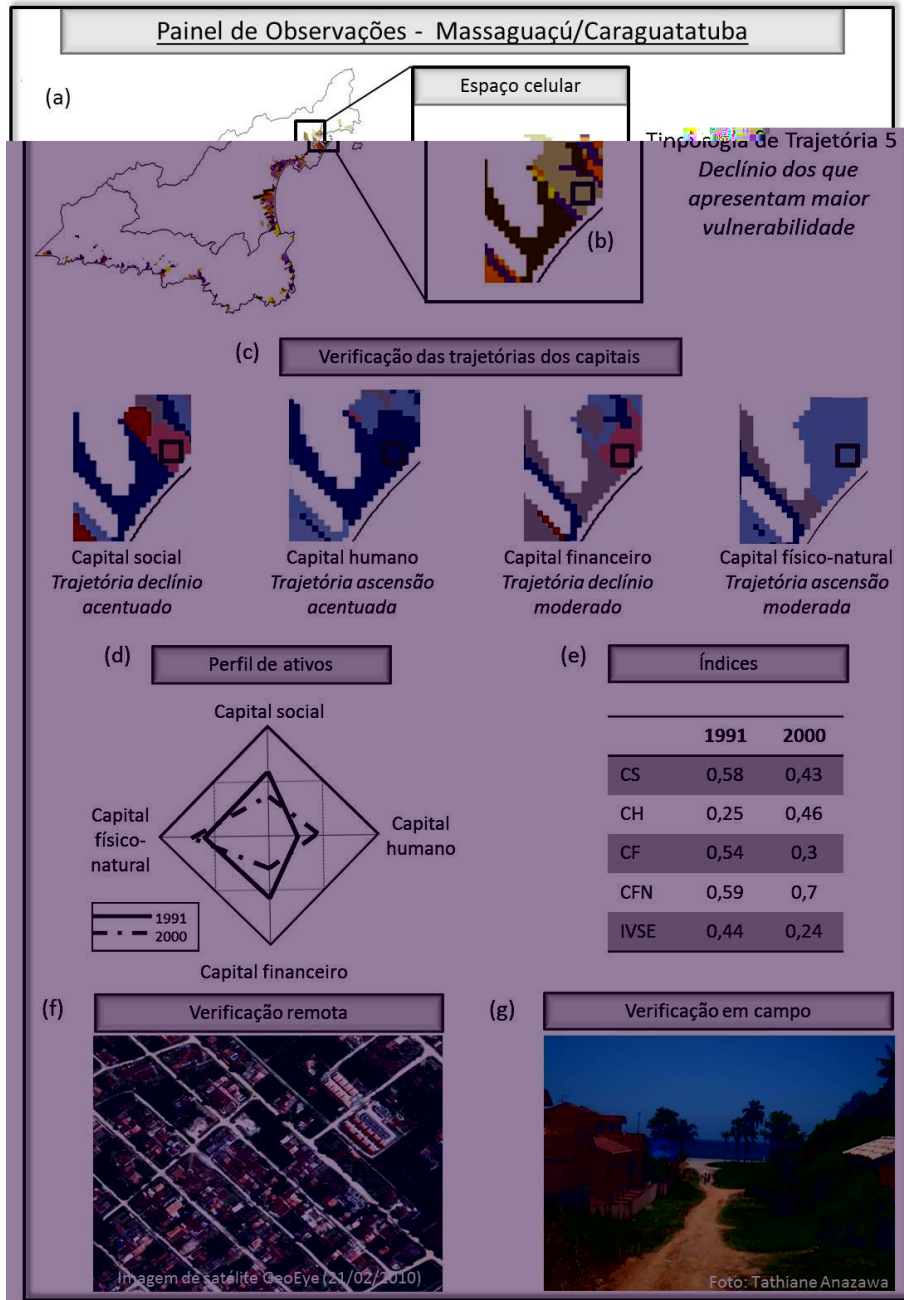 Painel de Observações - Massaguaçú/Caraguatatuba
(a)
Espaço celular
de Trajetória 5
Declínio dos que
apresentam maior
vulnerabilidade
(b)
(c)
Verificação das trajetórias dos capitais
Capital social
Trajetória declínio
acentuado
Capital humano
Trajetória ascensão
acentuada
Capital financeiro
Trajetória declínio
moderado
Capital físico-natural
Trajetória ascensão
moderada
(d)
Perfil de ativos
Capital social
Capital
físico-
natural
Capital
humano
1991
2000
Capital financeiro
(e)
Índices
1991 2000
CS 0,58 0,43
CH 0,25 0,46
CF 0,54 0,3
CFN 0,59 0,7
IVSE 0,44 0,24
(f)
Verificação remota
Imagem de satélite GeoEye (21/02/2010)
(g)
Verificação em campo
Foto: Tathiane Anazawa